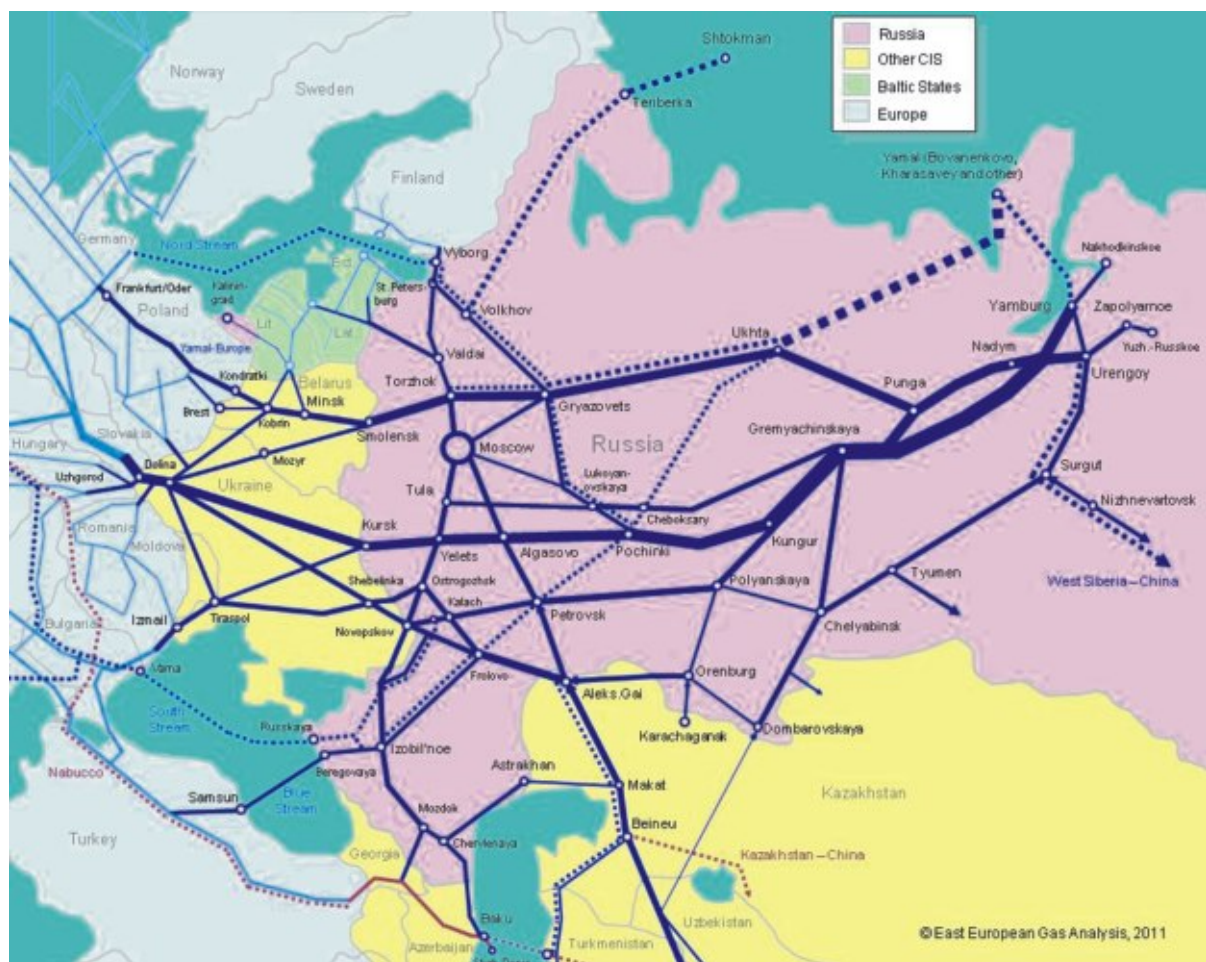 Russia
Other CIS
Baltic States
Europe
Norway
Sweden
Shtokman
Teriberka
Yamal (Bovanenkovo,
Kharasavey and other)
Finland
Germany
Nord Stream
Vyborg
Nakhodkinskoe
Est.
Frankfurt/Oder
Kalinin-
grad
St. Peters-
burg
Volkhov
Yamburg
Zapolyarnoe
Poland
Lit.
Lat.
Ukhta
Nadym
Yuzh.-Russkoe
Yamal-Europe
Valdai
Urengoy
Kondratki
Belarus
Torzhok
Punga
Brest
Kobrin
Minsk
Smolensk
Gryazovets
Gremyachinskaya
Slovakia
Hungary
Moscow
Russia
Dolina
Mozyr
Uzhgorod
Ukraine
Tula
Lukoyan-
ovskaya
Cheboksary
Surgut
Nizhnevartovsk
Romania
Moldova
Kursk
Yelets
Algasovo
Pochinki
Kungur
Tyumen
West Siberia – China
Shebelinka
Ostrogozhsk
Polyanskaya
Bulgaria
Izmail
Tiraspol
Kalach
Petrovsk
Chelyabinsk
Novopskov
Varna
Frolovo
Orenburg
Aleks.Gai
South
Stream
Russkaya
Karachaganak
Dombarovskaya
Izobil'noe
Nabucco
Beregovaya
Astrakhan
Makat
Samsun
Blue
Stream
Kazakhstan
Mozdok
Beineu
Turkey
Georgia
Kazakhstan – China
Uzbekistan
Baku
Azerbaijan
Turkmenistan
© East European Gas Analysis, 2011